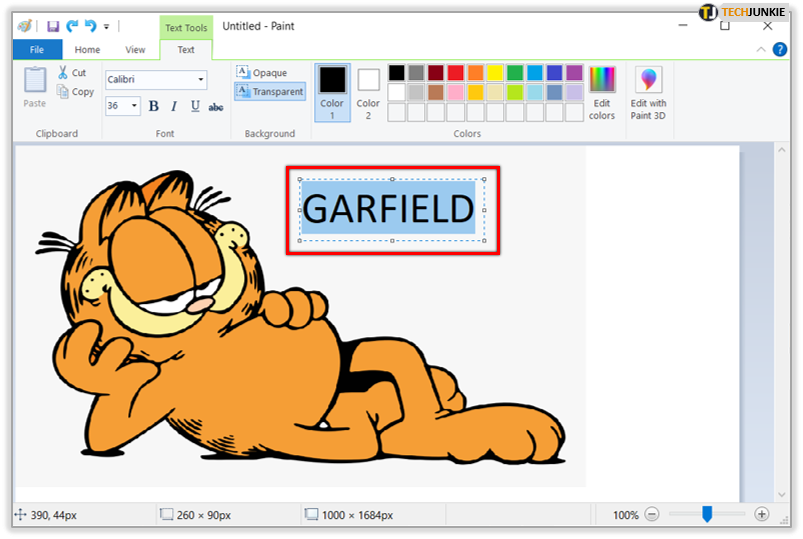 TECHJUNKIE
Text Tools
Untitled - Paint
File
Home
View
Text
Paste
Cut
Copy
Clipboard
Calibri
36
B I U abc
Font
Opaque
Transparent
Background
Color 1
Color 2
Edit colors
Edit with Paint 3D
Colors
GARFIELD
390, 44px
260 × 90px
1000 × 1684px
100%